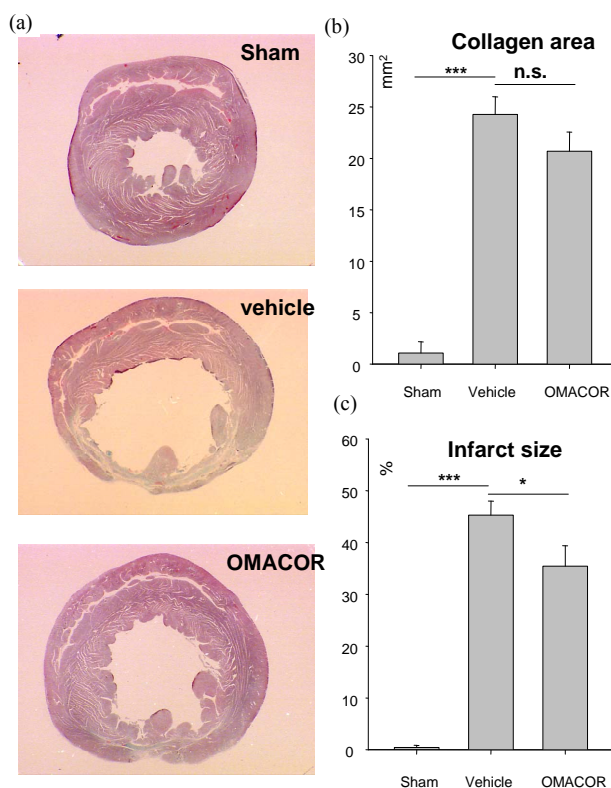 (a)
Sham
vehicle
OMACOR
(b)
Collagen area
mm²
30
25
20
15
10
5
0
***
n.s.
Sham Vehicle OMACOR
(c)
Infarct size
%
60
50
40
30
20
10
0
***
*
Sham Vehicle OMACOR